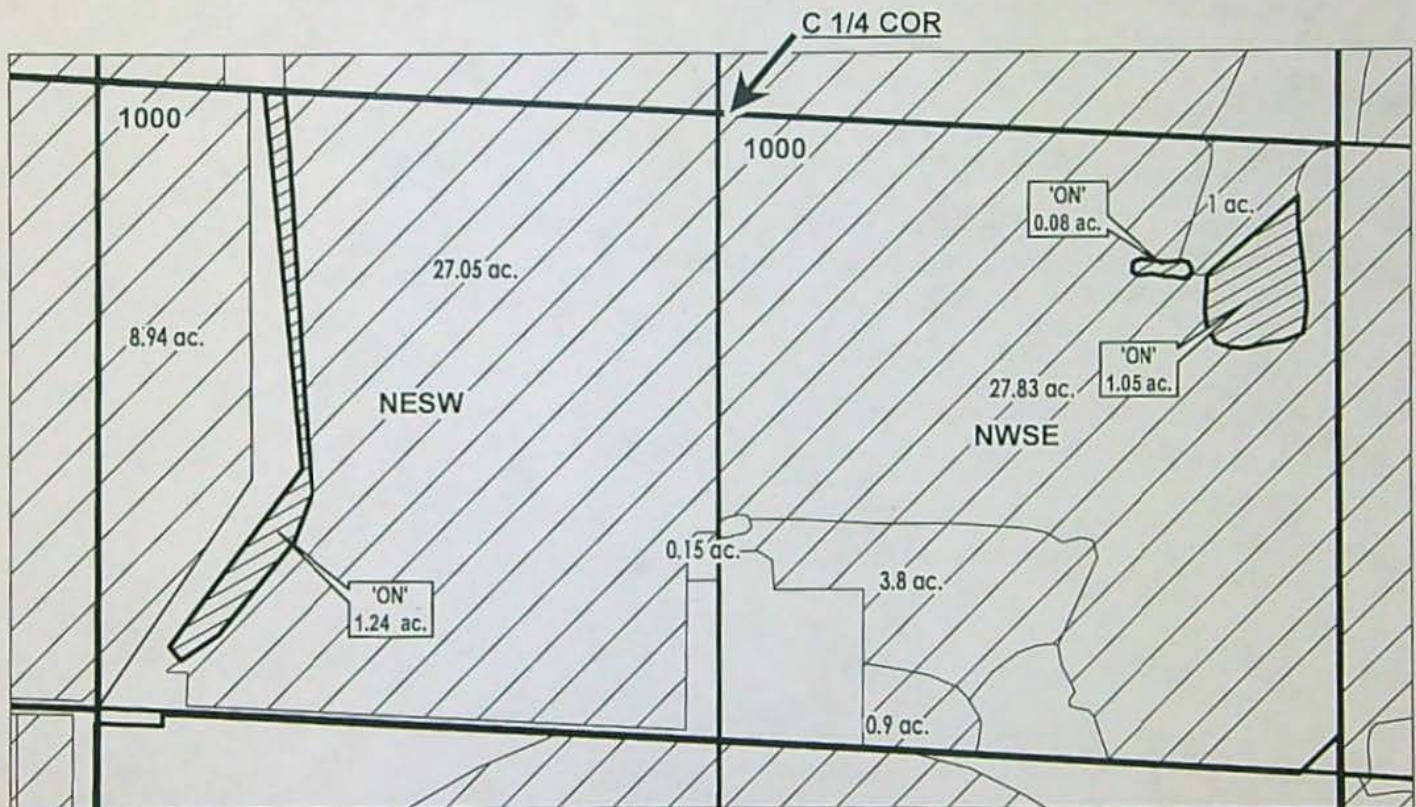 C 1/4 COR
1000
1000
'ON'
0.08 ac.
1 ac.
27.05 ac.
8.94 ac.
'ON'
1.05 ac.
27.83 ac.
NESW
NWSE
0.15 ac.
3.8 ac.
'ON'
1.24 ac.
0.9 ac.